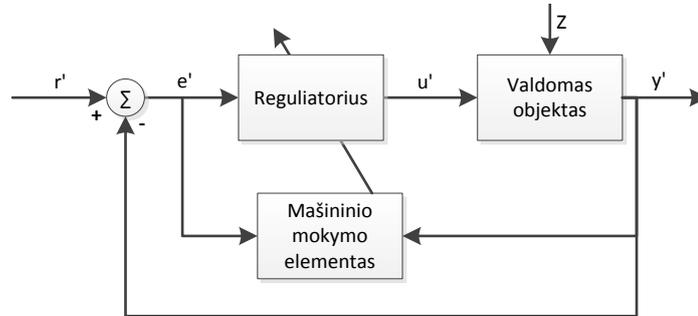 Z
r'
Σ
e'
Reguliatorius
u'
Valdomas
objektas
y'
+
-
Mašininio
mokymo
elementas